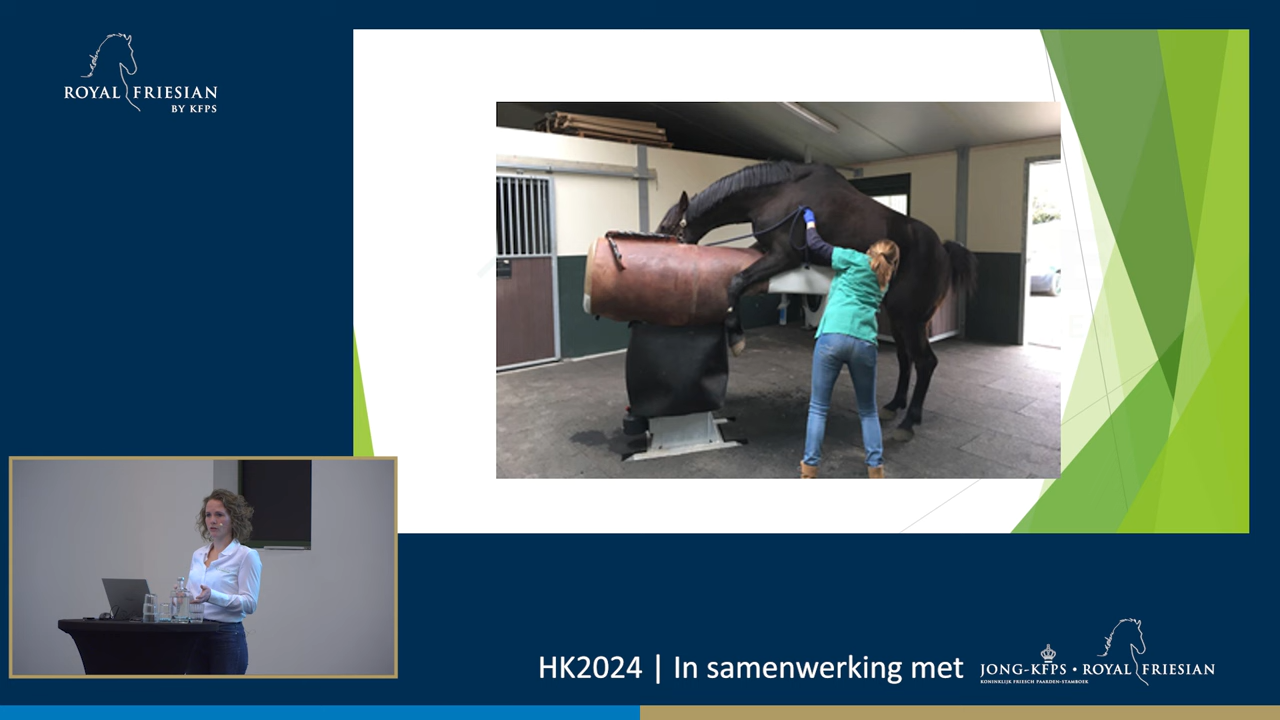 ROYAL FRIESIAN
BY KFPS
HK2024 | In samenwerking met
JONG-KFPS • ROYAL FRIESIAN
KONINKLIJK FRIESCH PAARDEN-STAMBOEK